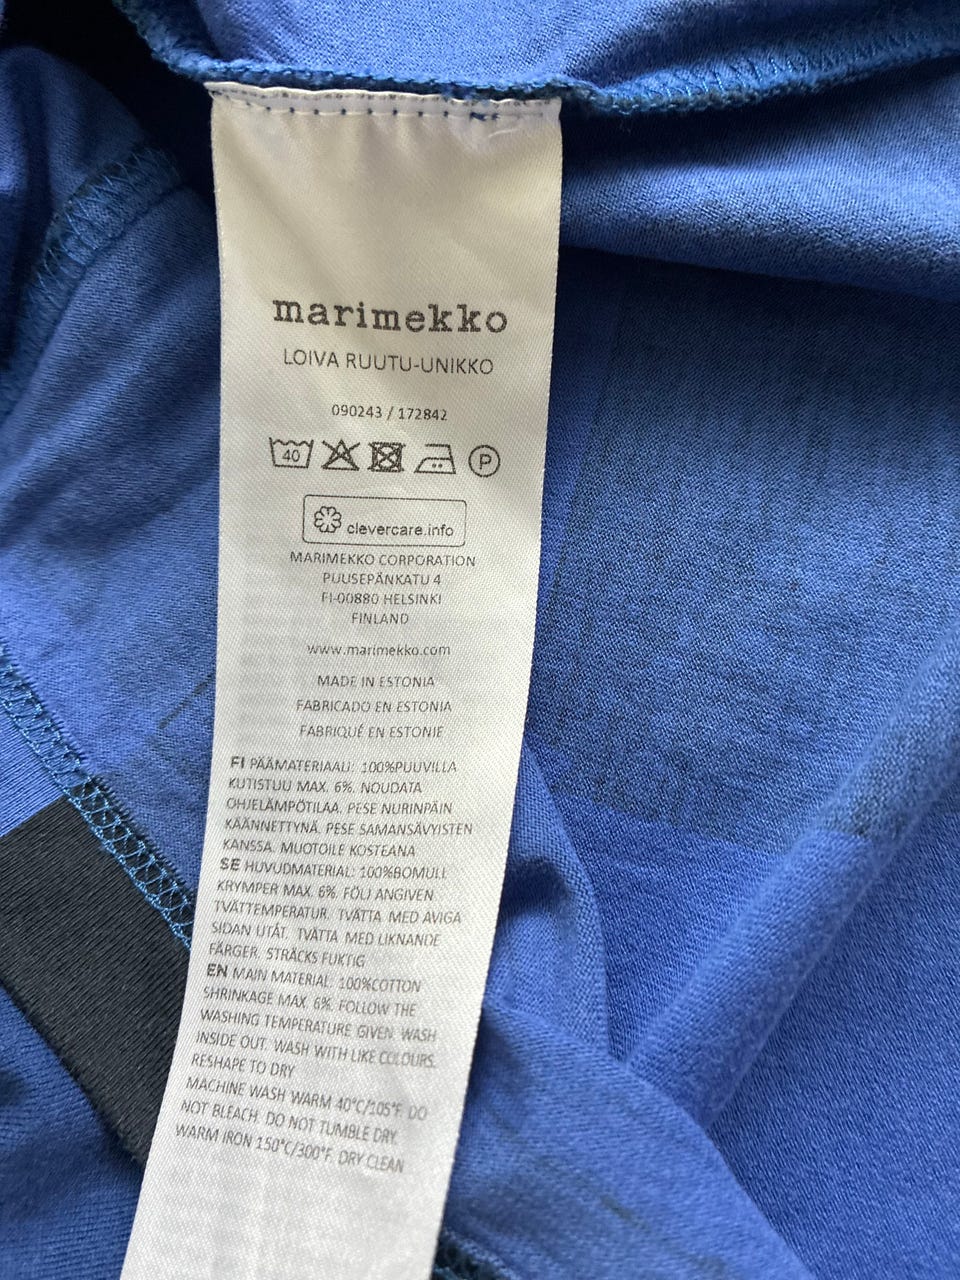 marimekko
LOIVA RUUTU-UNIKKO
090243 / 172842
40 P
clevercare.info
MARIMEKKO CORPORATION
PUUSEPÄNKATU 4
FI-00880 HELSINKI
FINLAND
www.marimekko.com
MADE IN ESTONIA
FABRICADO EN ESTONIA
FABRIQUÉ EN ESTONIE
FI PÄÄMATERIAALI: 100%PUUVILLA
KUTISTUU MAX. 6%. NOUDATA
OHJELÄMPÖTILAA. PESE NURINPÄIN
KÄÄNNETTYNÄ. PESE SAMANSÄVYISTEN
KANSSA. MUOTOILE KOSTEANA
SE HUVUDMATERIAL: 100%BOMULL
KRYMPER MAX. 6%. FÖLJ ANGIVEN
TVÄTTEMPERATUR. TVÄTTA MED AVIGA
SIDAN UTÅT. TVÄTTA MED LIKNANDE
FÄRGER. STRÄCKS FUKTIG
EN MAIN MATERIAL: 100%COTTON
SHRINKAGE MAX. 6%. FOLLOW THE
WASHING TEMPERATURE GIVEN. WASH
INSIDE OUT. WASH WITH LIKE COLOURS.
RESHAPE TO DRY
MACHINE WASH WARM 40°C/105°F. DO
NOT BLEACH. DO NOT TUMBLE DRY.
WARM IRON 150°C/300°F. DRY CLEAN